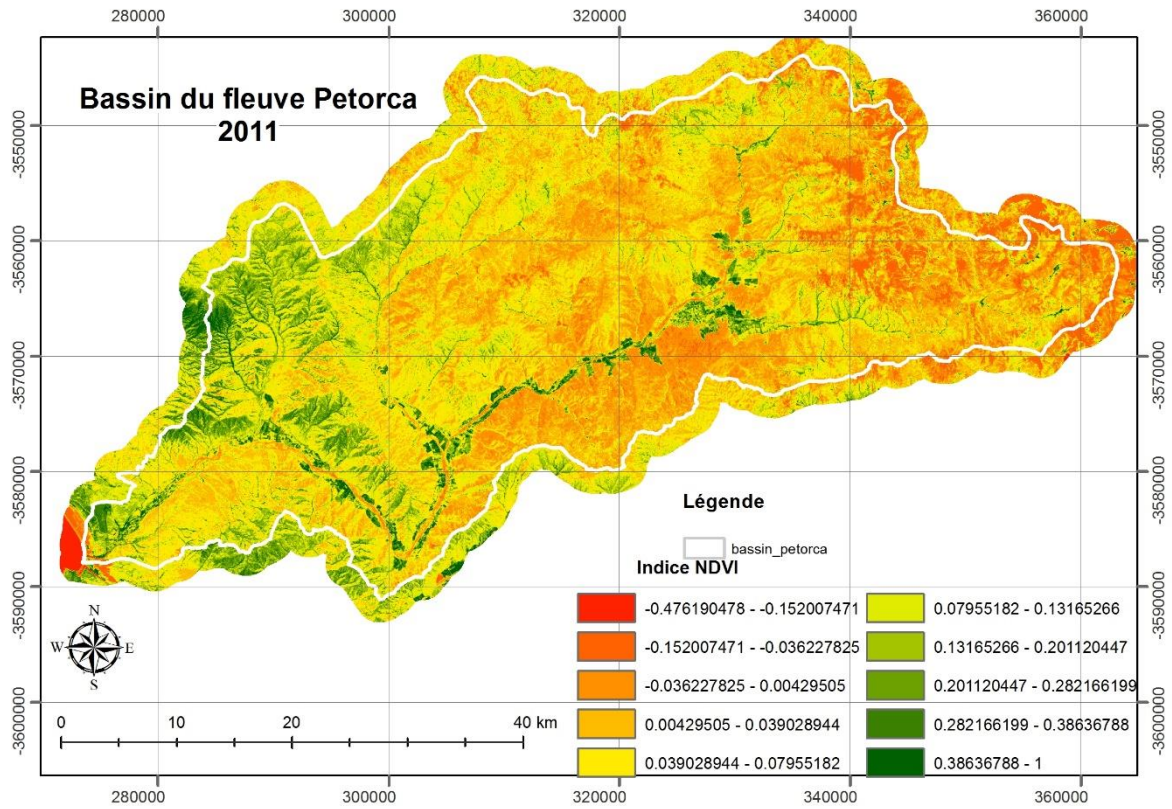 280000 300000 320000 340000 360000
Bassin du fleuve Petorca
2011
-3550000 -3550000
-3560000 -3560000
-3570000 -3570000
-3580000 -3580000
-3590000 -3590000
-3600000 -3600000
Légende
bassin_petorca
Indice NDVI
-0.476190478 - -0.152007471
-0.152007471 - -0.036227825
-0.036227825 - 0.00429505
0.00429505 - 0.039028944
0.039028944 - 0.07955182
0.07955182 - 0.13165266
0.13165266 - 0.201120447
0.201120447 - 0.282166199
0.282166199 - 0.38636788
0.38636788 - 1
N
W E
S
0 10 20 40 km
280000 300000 320000 340000 360000